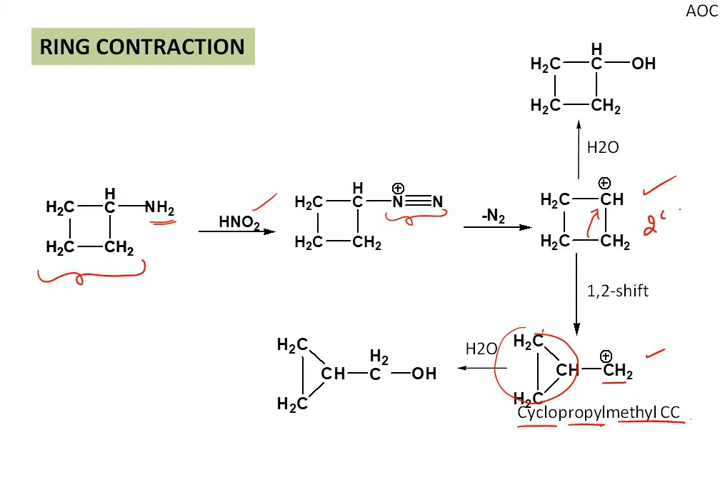 AOC
RING CONTRACTION
H
H₂C C OH
H₂C CH₂
H2O
H
H₂C C NH₂
H₂C CH₂
HNO₂
H
H₂C C N N
⊕
H₂C CH₂
-N₂
⊕
H₂C CH
H₂C CH₂
2°
1,2-shift
H₂C
CH C OH
H₂
H₂C
H2O
H₂C
⊕
CH CH₂
H₂C
Cyclopropylmethyl CC